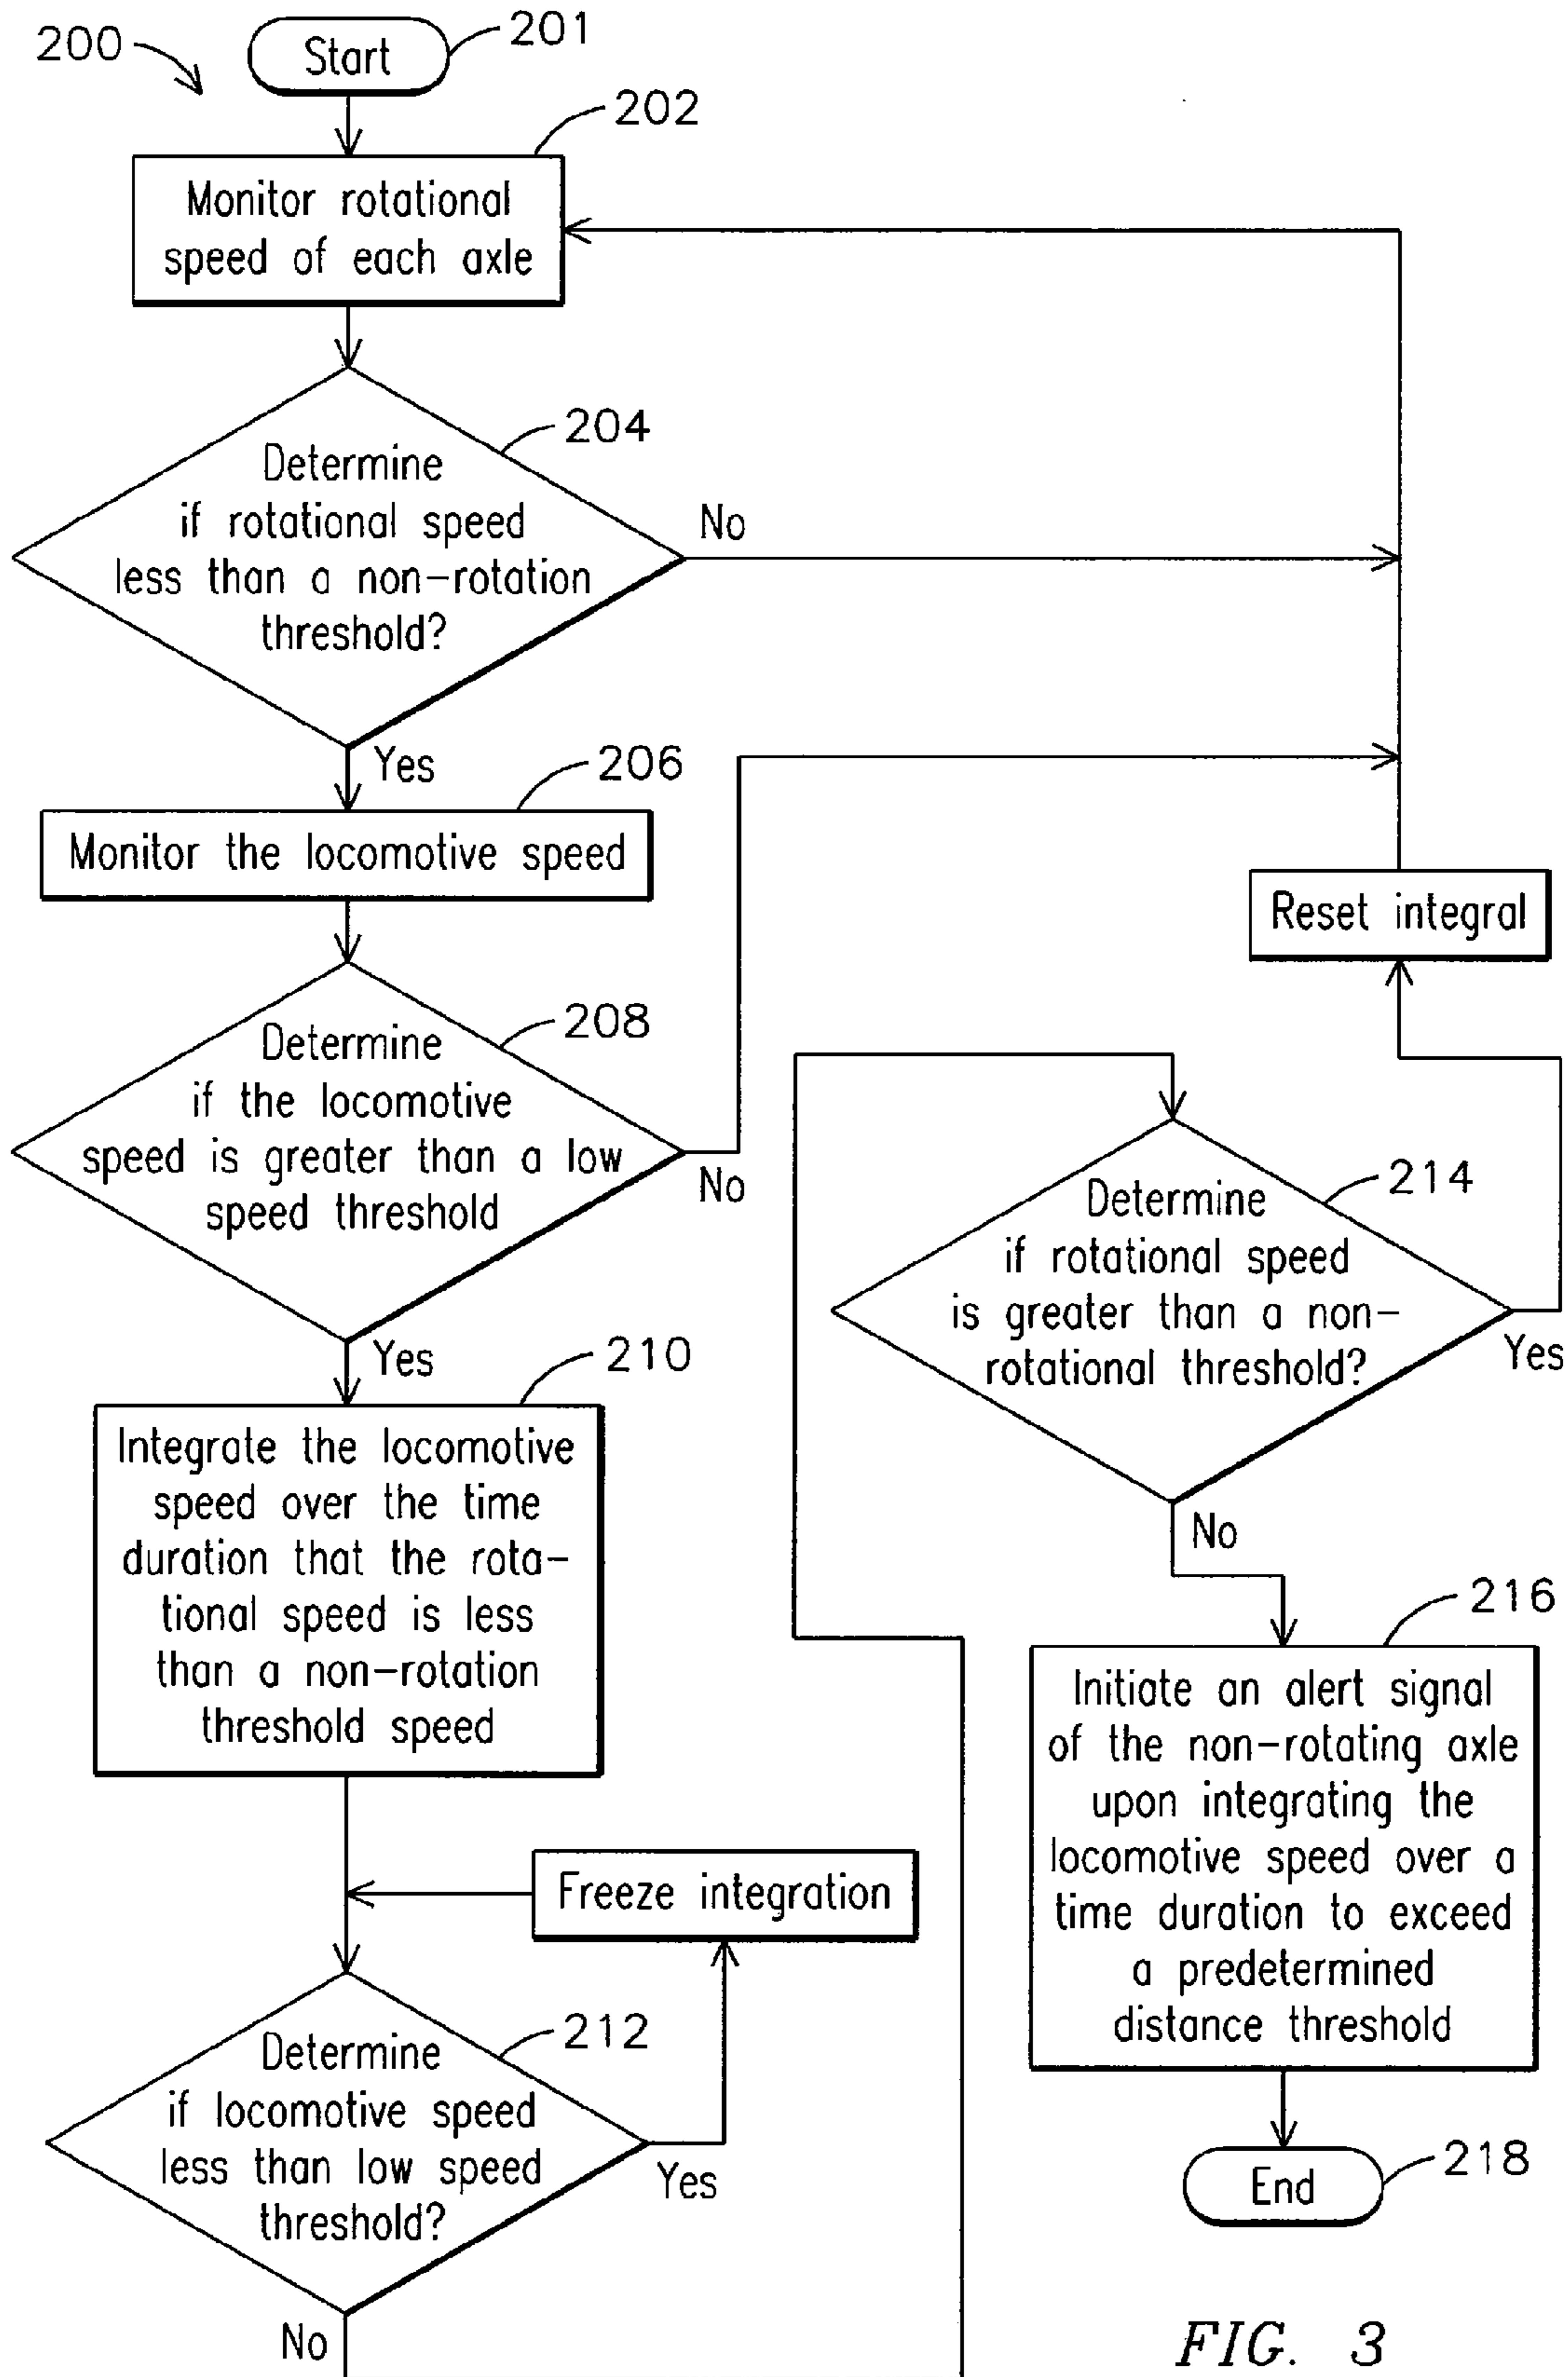 200
Start
201
202
Monitor rotational
speed of each axle
204
Determine
if rotational speed
less than a non-rotation
threshold?
No
Yes
206
Monitor the locomotive speed
208
Determine
if the locomotive
speed is greater than a low
speed threshold
No
Yes
210
Integrate the locomotive
speed over the time
duration that the rota-
tional speed is less
than a non-rotation
threshold speed
Freeze integration
212
Determine
if locomotive speed
less than low speed
threshold?
Yes
No
Reset integral
214
Determine
if rotational speed
is greater than a non-
rotational threshold?
Yes
No
216
Initiate an alert signal
of the non-rotating axle
upon integrating the
locomotive speed over a
time duration to exceed
a predetermined
distance threshold
End
218
FIG. 3